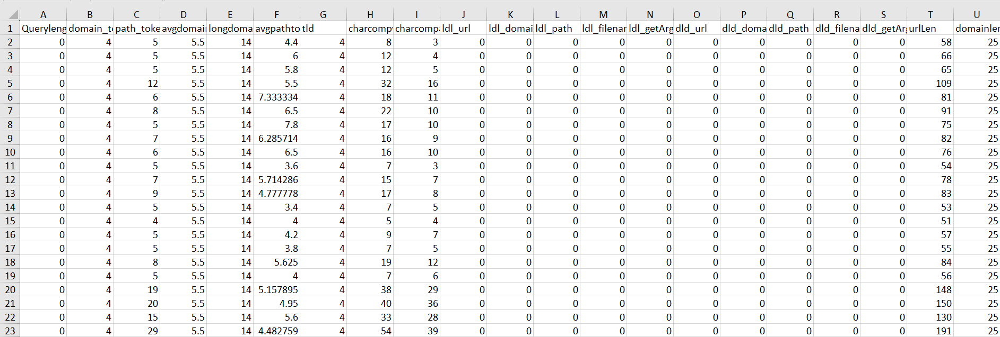 A B C D E F G H I J K L M N O P Q R S T U
1 Queryleng domain_to path_toke avgdomai longdoma avgpathto tld charcompv charcompa ldl_url ldl_domai ldl_path ldl_filenar ldl_getArg dld_url dld_doma dld_path dld_filena dld_getArg urlLen domainlen
2 0 4 5 5.5 14 4.4 4 8 3 0 0 0 0 0 0 0 0 0 0 58 25
3 0 4 5 5.5 14 6 4 12 4 0 0 0 0 0 0 0 0 0 0 66 25
4 0 4 5 5.5 14 5.8 4 12 5 0 0 0 0 0 0 0 0 0 0 65 25
5 0 4 12 5.5 14 5.5 4 32 16 0 0 0 0 0 0 0 0 0 0 109 25
6 0 4 6 5.5 14 7.333334 4 18 11 0 0 0 0 0 0 0 0 0 0 81 25
7 0 4 8 5.5 14 6.5 4 22 10 0 0 0 0 0 0 0 0 0 0 91 25
8 0 4 5 5.5 14 7.8 4 17 10 0 0 0 0 0 0 0 0 0 0 75 25
9 0 4 7 5.5 14 6.285714 4 16 9 0 0 0 0 0 0 0 0 0 0 82 25
10 0 4 6 5.5 14 6.5 4 16 10 0 0 0 0 0 0 0 0 0 0 76 25
11 0 4 5 5.5 14 3.6 4 7 3 0 0 0 0 0 0 0 0 0 0 54 25
12 0 4 7 5.5 14 5.714286 4 15 7 0 0 0 0 0 0 0 0 0 0 78 25
13 0 4 9 5.5 14 4.777778 4 17 8 0 0 0 0 0 0 0 0 0 0 83 25
14 0 4 5 5.5 14 3.4 4 7 5 0 0 0 0 0 0 0 0 0 0 53 25
15 0 4 4 5.5 14 4 4 5 4 0 0 0 0 0 0 0 0 0 0 51 25
16 0 4 5 5.5 14 4.2 4 9 7 0 0 0 0 0 0 0 0 0 0 57 25
17 0 4 5 5.5 14 3.8 4 7 5 0 0 0 0 0 0 0 0 0 0 55 25
18 0 4 8 5.5 14 5.625 4 19 12 0 0 0 0 0 0 0 0 0 0 84 25
19 0 4 5 5.5 14 4 4 7 6 0 0 0 0 0 0 0 0 0 0 56 25
20 0 4 19 5.5 14 5.157895 4 38 29 0 0 0 0 0 0 0 0 0 0 148 25
21 0 4 20 5.5 14 4.95 4 40 36 0 0 0 0 0 0 0 0 0 0 150 25
22 0 4 15 5.5 14 5.6 4 33 28 0 0 0 0 0 0 0 0 0 0 130 25
23 0 4 29 5.5 14 4.482759 4 54 39 0 0 0 0 0 0 0 0 0 0 191 25